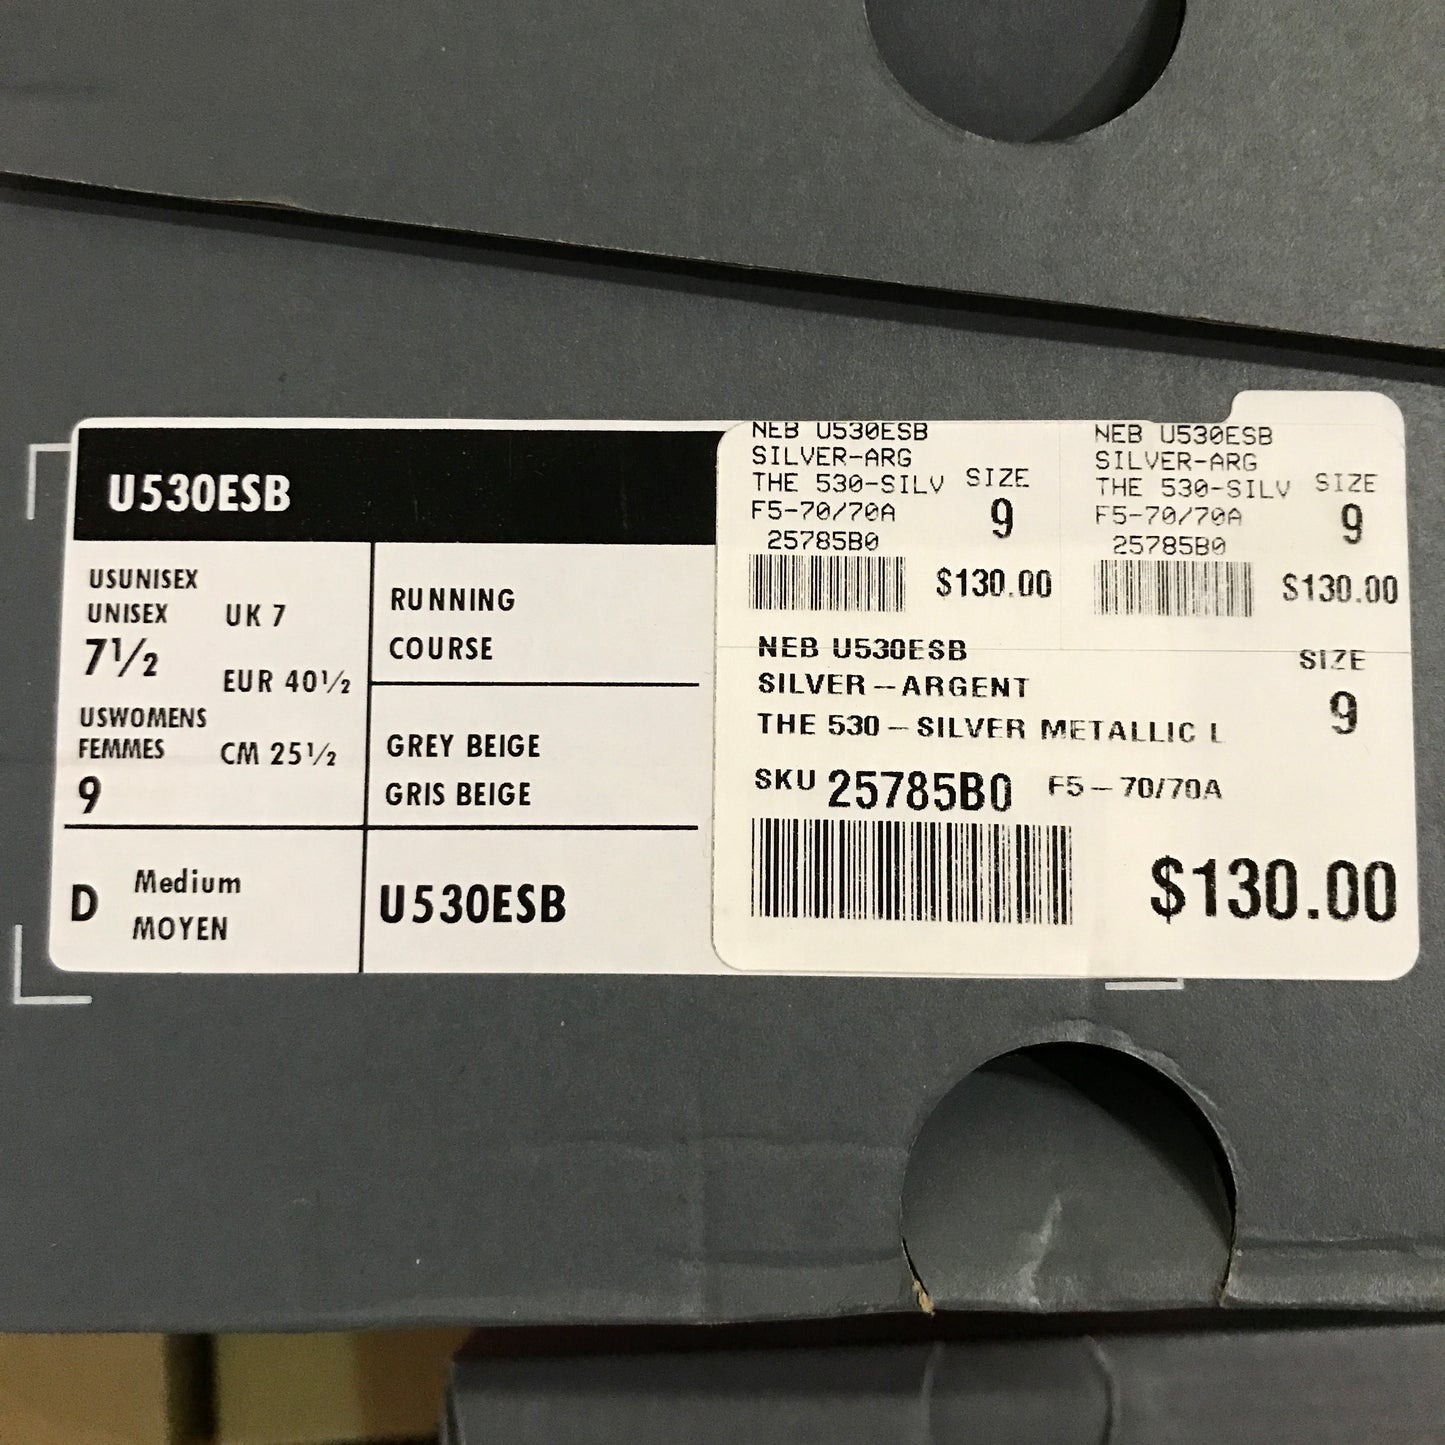 U530ESB
USUNISEX
UNISEX UK 7
7½
EUR 40½
USWOMENS
FEMMES CM 25½
9
D Medium
MOYEN
RUNNING
COURSE
GREY BEIGE
GRIS BEIGE
U530ESB
NEB U530ESB
SILVER-ARG
THE 530-SILV SIZE
F5-70/70A 9
25785B0
$130.00
NEB U530ESB
SILVER-ARG
THE 530-SILV SIZE
F5-70/70A 9
25785B0
$130.00
NEB U530ESB SIZE
SILVER-ARGENT 9
THE 530-SILVER METALLIC L
SKU 25785B0 F5-70/70A
$130.00